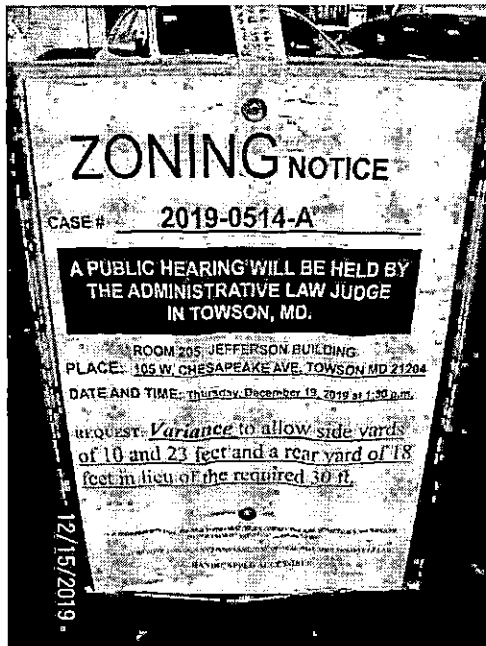 ZONING NOTICE
CASE # 2019-0514-A
A PUBLIC HEARING WILL BE HELD BY
THE ADMINISTRATIVE LAW JUDGE
IN TOWSON, MD.
ROOM 205 JEFFERSON BUILDING
PLACE: 105 W. CHESAPEAKE AVE, TOWSON MD 21204
DATE AND TIME: Thursday, December 19, 2019 at 1:30 p.m.
REQUEST: Variance to allow side yards
of 10 and 23 feet and a rear yard of 18
feet in lieu of the required 30 ft.
HANDICAPPED ACCESSIBLE
12/15/2019